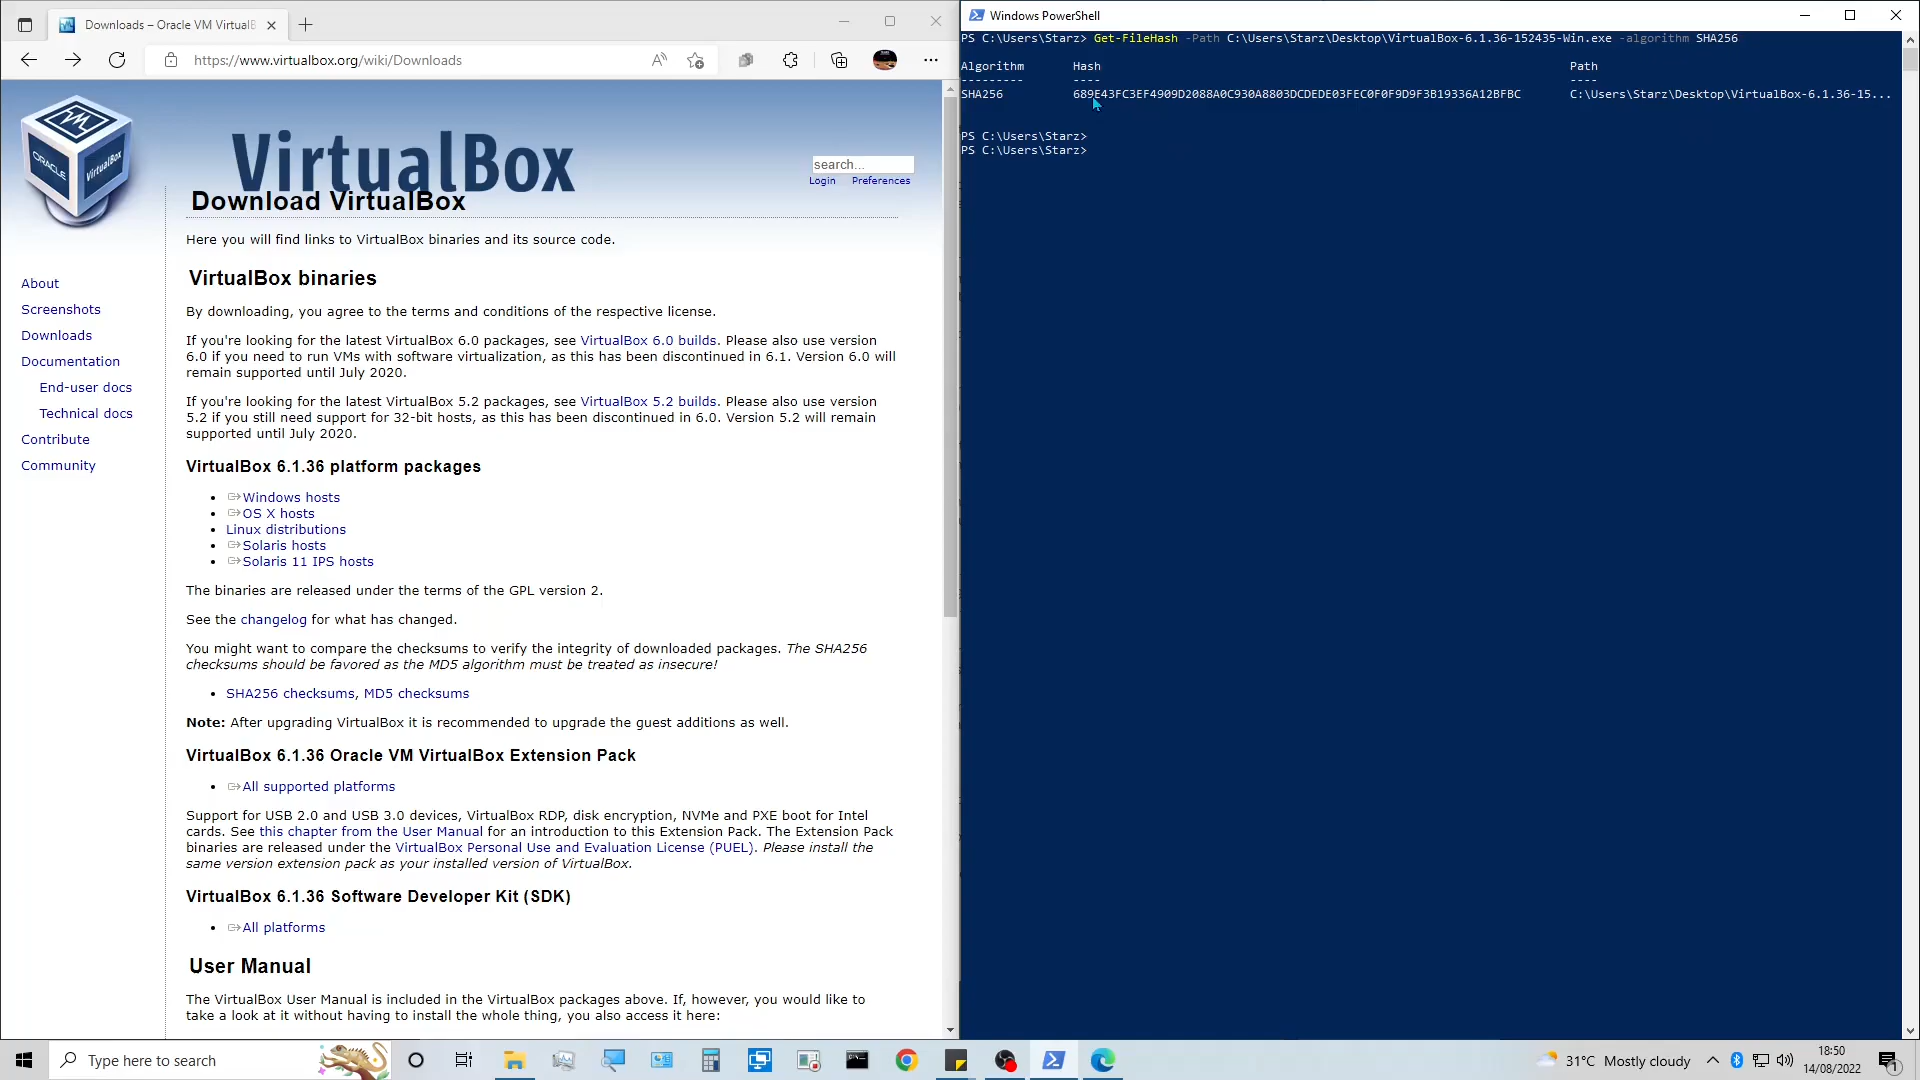 Downloads – Oracle VM VirtualB
https://www.virtualbox.org/wiki/Downloads
ORACLE
VirtualBox
VirtualBox
search...
Login Preferences
Download VirtualBox
Here you will find links to VirtualBox binaries and its source code.
About
Screenshots
Downloads
Documentation
End-user docs
Technical docs
Contribute
Community
VirtualBox binaries
By downloading, you agree to the terms and conditions of the respective license.
If you're looking for the latest VirtualBox 6.0 packages, see VirtualBox 6.0 builds. Please also use version
6.0 if you need to run VMs with software virtualization, as this has been discontinued in 6.1. Version 6.0 will
remain supported until July 2020.
If you're looking for the latest VirtualBox 5.2 packages, see VirtualBox 5.2 builds. Please also use version
5.2 if you still need support for 32-bit hosts, as this has been discontinued in 6.0. Version 5.2 will remain
supported until July 2020.
VirtualBox 6.1.36 platform packages
Windows hosts
OS X hosts
Linux distributions
Solaris hosts
Solaris 11 IPS hosts
The binaries are released under the terms of the GPL version 2.
See the changelog for what has changed.
You might want to compare the checksums to verify the integrity of downloaded packages. The SHA256
checksums should be favored as the MD5 algorithm must be treated as insecure!
SHA256 checksums, MD5 checksums
Note: After upgrading VirtualBox it is recommended to upgrade the guest additions as well.
VirtualBox 6.1.36 Oracle VM VirtualBox Extension Pack
All supported platforms
Support for USB 2.0 and USB 3.0 devices, VirtualBox RDP, disk encryption, NVMe and PXE boot for Intel
cards. See this chapter from the User Manual for an introduction to this Extension Pack. The Extension Pack
binaries are released under the VirtualBox Personal Use and Evaluation License (PUEL). Please install the
same version extension pack as your installed version of VirtualBox.
VirtualBox 6.1.36 Software Developer Kit (SDK)
All platforms
User Manual
The VirtualBox User Manual is included in the VirtualBox packages above. If, however, you would like to
take a look at it without having to install the whole thing, you also access it here:
Windows PowerShell
PS C:\Users\Starz> Get-FileHash -Path C:\Users\Starz\Desktop\VirtualBox-6.1.36-152435-Win.exe -algorithm SHA256
Algorithm Hash Path
--------- ---- ----
SHA256 689E43FC3EF4909D2088A0C930A8803DCDEDE03FEC0F0F9D9F3B19336A12BFBC C:\Users\Starz\Desktop\VirtualBox-6.1.36-15...
PS C:\Users\Starz>
PS C:\Users\Starz>
Type here to search
31°C Mostly cloudy
18:50
14/08/2022
1